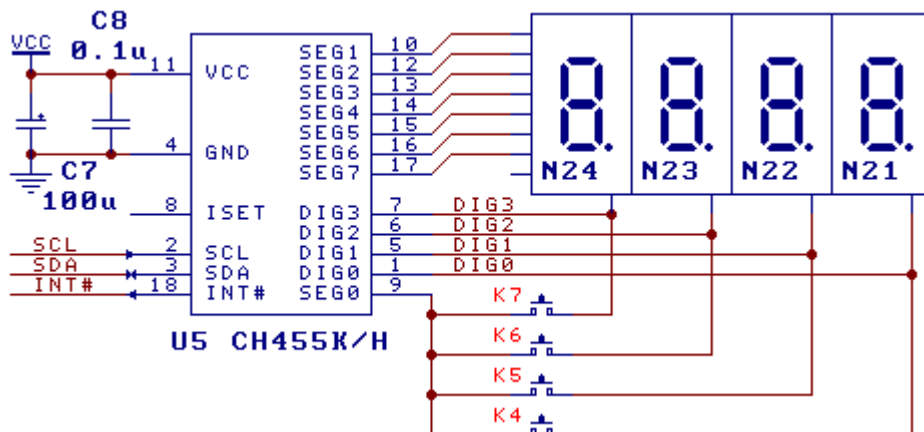 C8
VCC
0.1u
11 VCC
SEG1 10
SEG2 12
SEG3 13
SEG4 14
SEG5 15
SEG6 16
SEG7 17
4 GND
C7
100u
N24 N23 N22 N21
8 ISET
DIG3 7 DIG3
DIG2 6 DIG2
DIG1 5 DIG1
DIG0 1 DIG0
SEG0 9
SCL 2 SCL
SDA 3 SDA
INT# 18 INT#
U5 CH455K/H
K7
K6
K5
K4